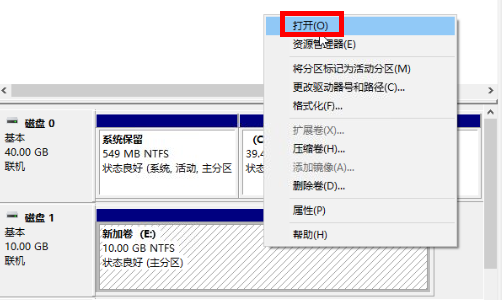 打开(O)
资源管理器(E)
将分区标记为活动分区(M)
更改驱动器号和路径(C)...
格式化(F)...
扩展卷(X)...
压缩卷(H)...
添加镜像(A)...
删除卷(D)...
属性(P)
帮助(H)
磁盘 0
基本
40.00 GB
联机
系统保留
549 MB NTFS
状态良好 (系统, 活动, 主分区
(C
39.4
状态
磁盘 1
基本
10.00 GB
联机
新加卷 (E:)
10.00 GB NTFS
状态良好 (主分区)